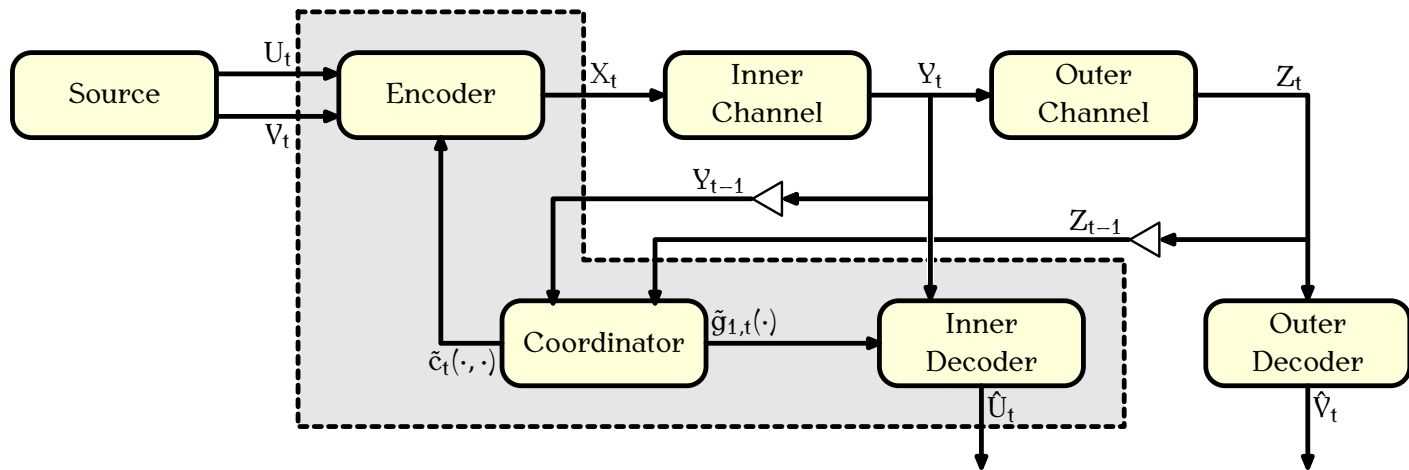 Source
U_t
V_t
Encoder
X_t
Inner
Channel
Y_t
Outer
Channel
Z_t
Y_{t−1}
Z_{t−1}
Coordinator
c̃_t(·, ·)
g̃_{1,t}(·)
Inner
Decoder
Outer
Decoder
Û_t
V̂_t